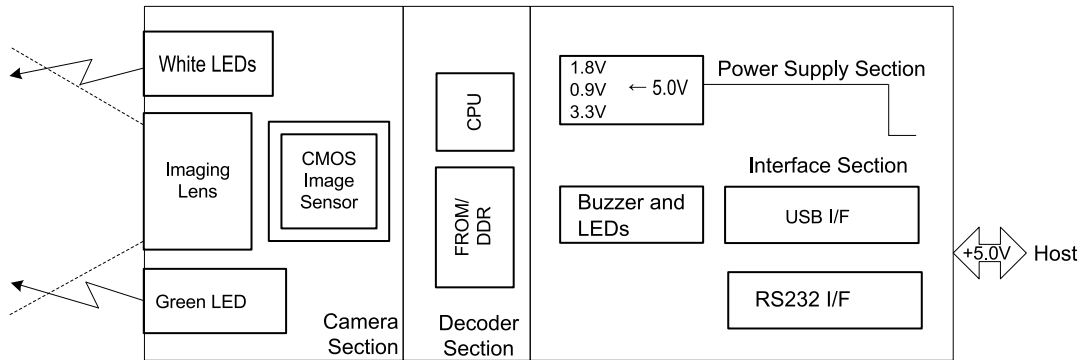 White LEDs
Imaging
Lens
CMOS
Image
Sensor
Green LED
Camera
Section
CPU
FROM/
DDR
Decoder
Section
1.8V
0.9V ← 5.0V
3.3V
Power Supply Section
Interface Section
Buzzer and
LEDs
USB I/F
RS232 I/F
+5.0V
Host